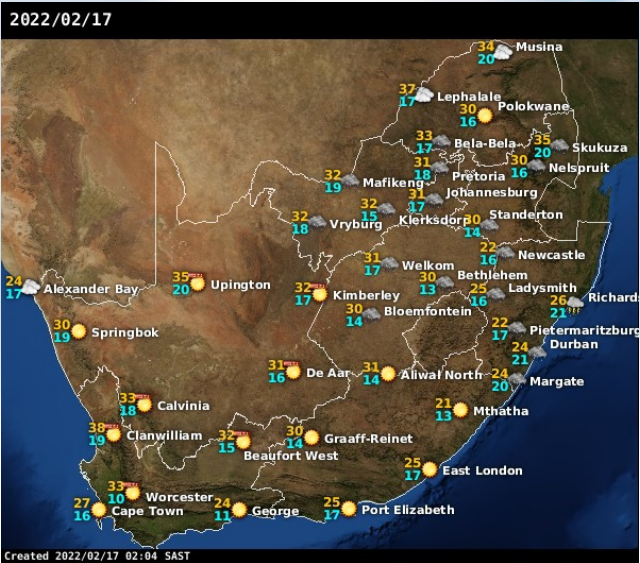 2022/02/17
34
20
Musina
37
17
Lephalale
30
16
Polokwane
33
17
Bela-Bela
35
20
Skukuza
31
18
Pretoria
30
16
Nelspruit
32
19
Mafikeng
31
17
Johannesburg
32
15
Klerksdorp
30
14
Standerton
32
18
Vryburg
22
16
Newcastle
31
17
Welkom
30
13
Bethlehem
25
16
Ladysmith
24
17
Alexander Bay
35
20
Upington
32
17
Kimberley
30
14
Bloemfontein
26
21
Richards
30
19
Springbok
22
17
Pietermaritzburg
24
21
Durban
31
16
De Aar
31
14
Aliwal North
24
20
Margate
33
18
Calvinia
21
13
Mthatha
38
19
Clanwilliam
32
15
Beaufort West
30
14
Graaff-Reinet
25
17
East London
33
10
Worcester
27
16
Cape Town
24
11
George
25
17
Port Elizabeth
Created 2022/02/17 02:04 SAST